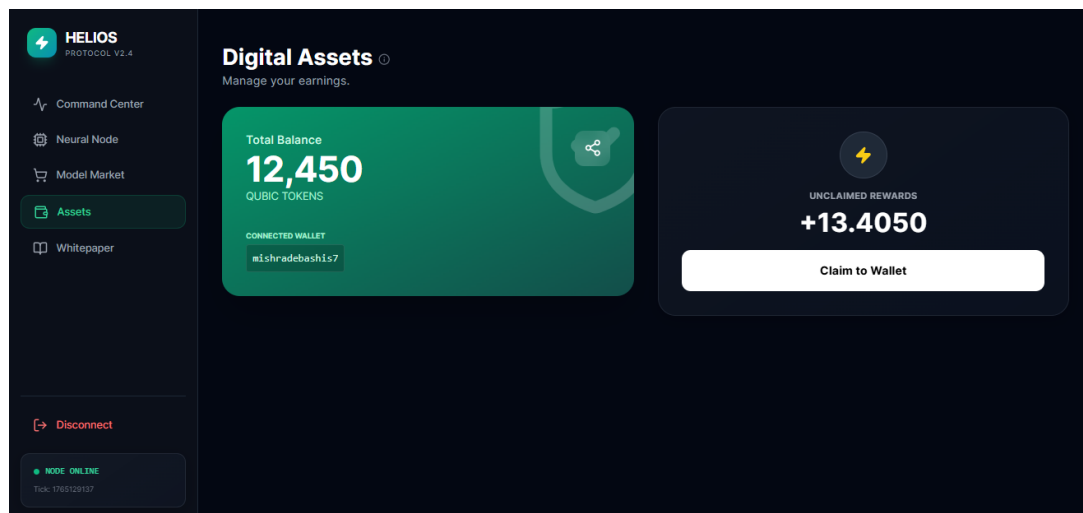 HELIOS
PROTOCOL V2.4
Command Center
Neural Node
Model Market
Assets
Whitepaper
Disconnect
NODE ONLINE
Tick: 1765129137
Digital Assets
Manage your earnings.
Total Balance
12,450
QUBIC TOKENS
CONNECTED WALLET
mishradebashis7
UNCLAIMED REWARDS
+13.4050
Claim to Wallet